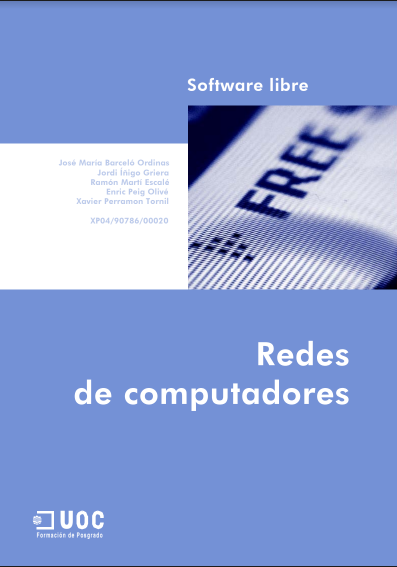 Software libre
José María Barceló Ordinas
Jordi Íñigo Griera
Ramón Martí Escalé
Enric Peig Olivé
Xavier Perramon Tornil
XP04/90786/00020
FREE
Redes
de computadores
UOC
Formación de Posgrado